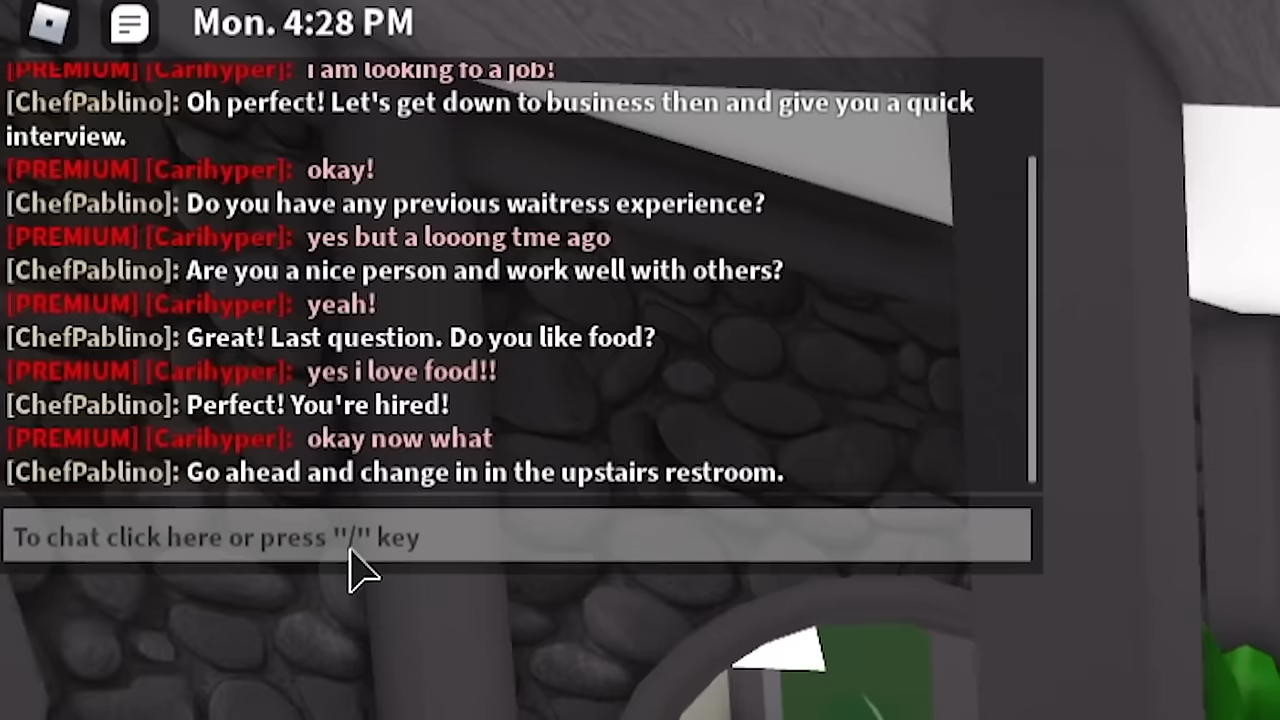 Mon. 4:28 PM
[PREMIUM] [Carihyper]: i am looking fo a job!
[ChefPablino]: Oh perfect! Let's get down to business then and give you a quick
interview.
[PREMIUM] [Carihyper]: okay!
[ChefPablino]: Do you have any previous waitress experience?
[PREMIUM] [Carihyper]: yes but a looong tme ago
[ChefPablino]: Are you a nice person and work well with others?
[PREMIUM] [Carihyper]: yeah!
[ChefPablino]: Great! Last question. Do you like food?
[PREMIUM] [Carihyper]: yes i love food!!
[ChefPablino]: Perfect! You're hired!
[PREMIUM] [Carihyper]: okay now what
[ChefPablino]: Go ahead and change in in the upstairs restroom.
To chat click here or press "/" key